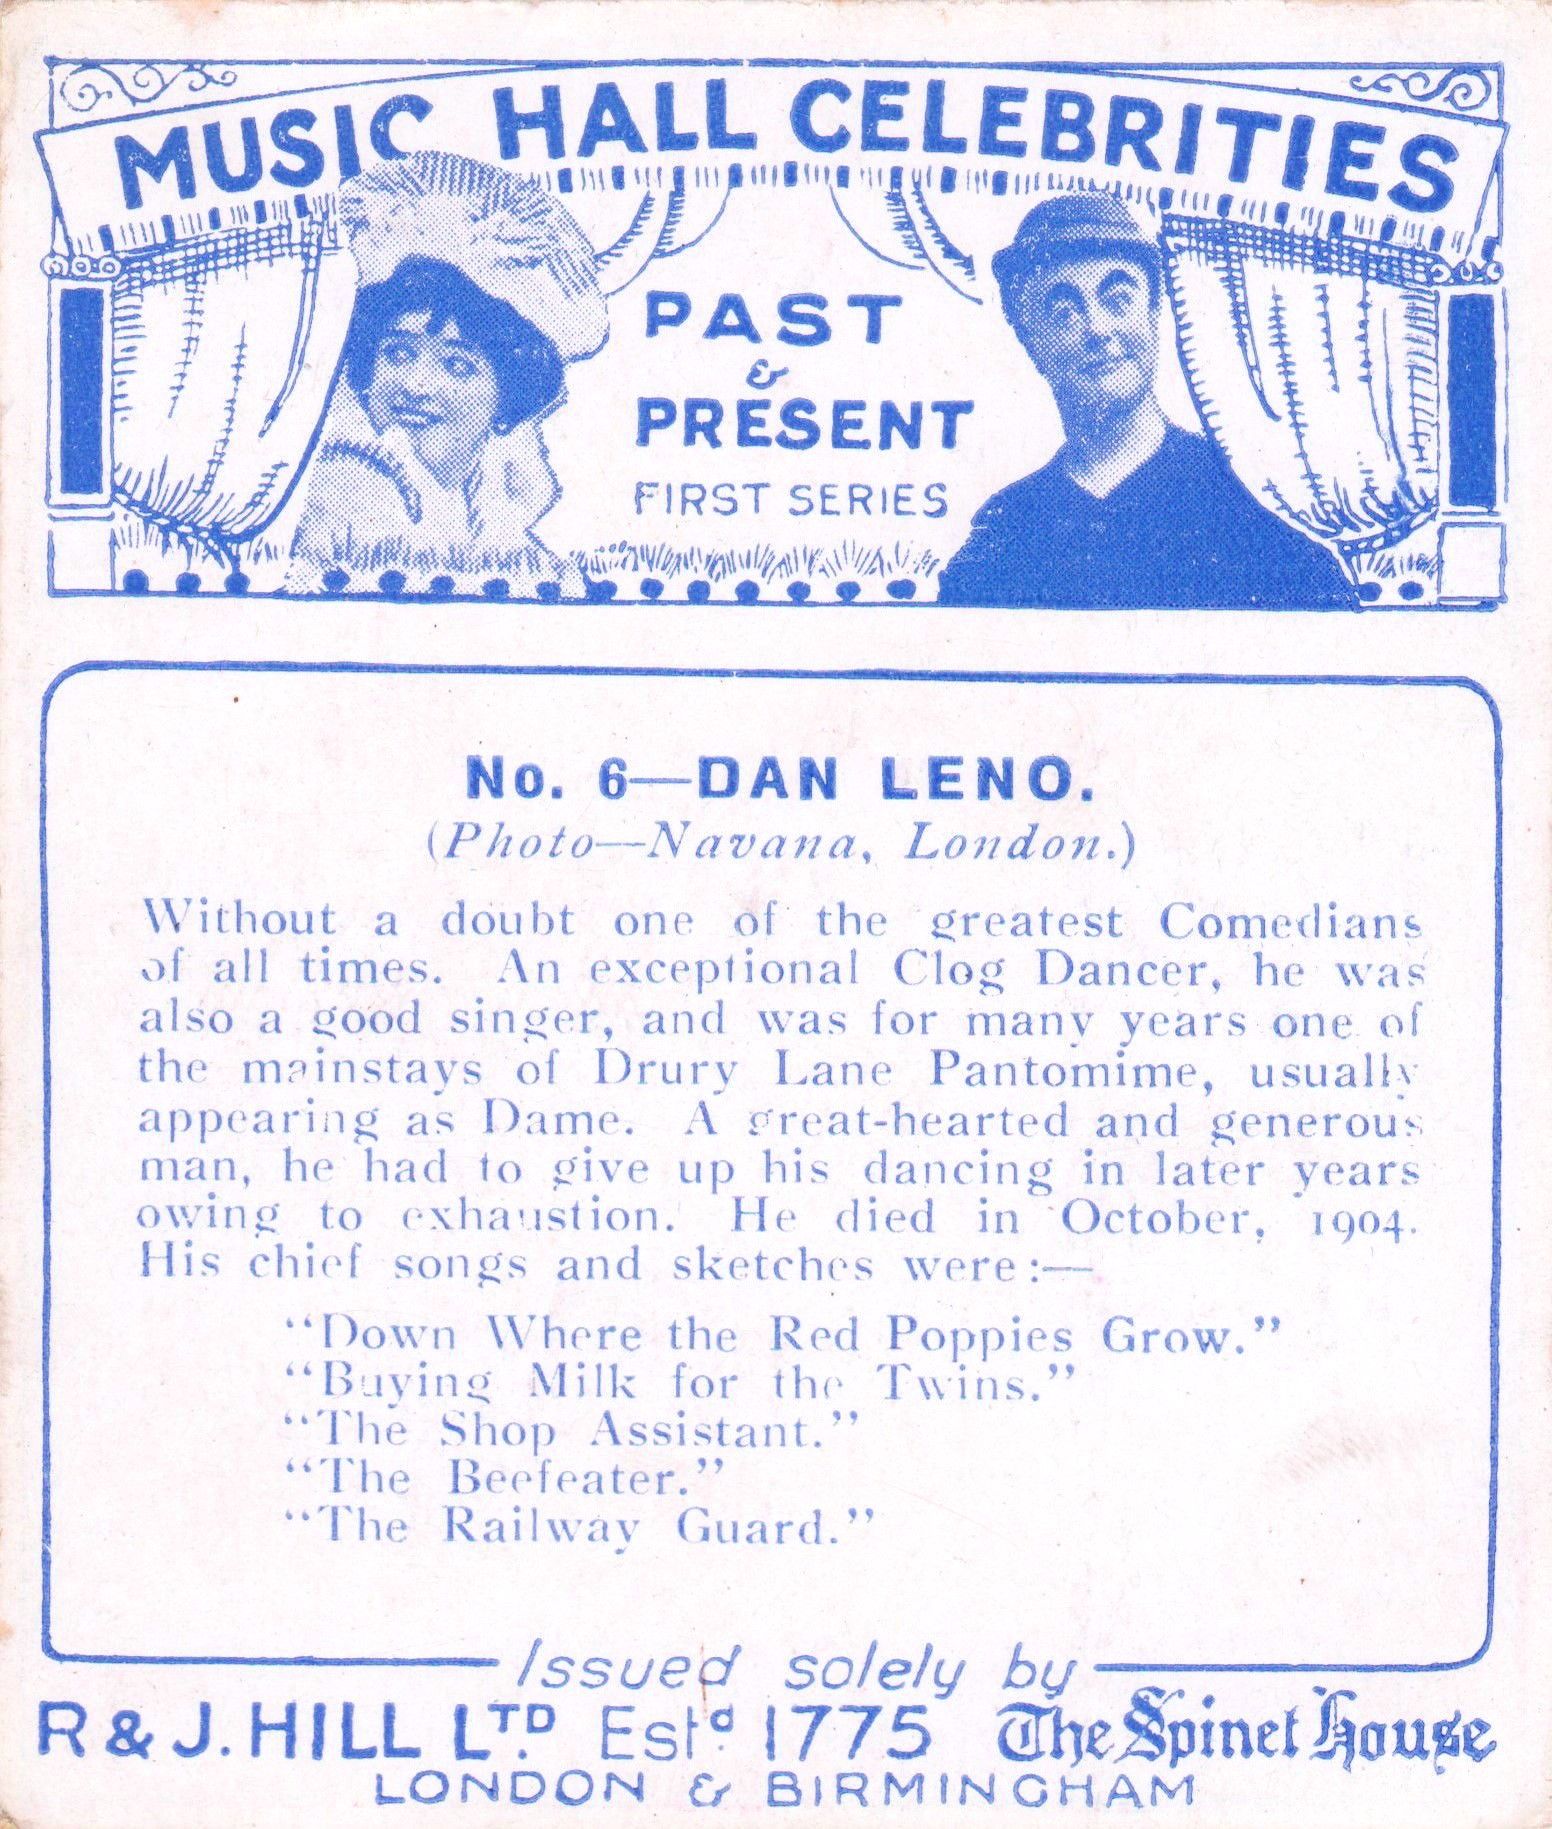 MUSIC HALL CELEBRITIES
PAST
&
PRESENT
FIRST SERIES
No. 6—DAN LENO.
(Photo—Navana, London.)
Without a doubt one of the greatest Comedians
of all times. An exceptional Clog Dancer, he was
also a good singer, and was for many years one of
the mainstays of Drury Lane Pantomime, usually
appearing as Dame. A great-hearted and generous
man, he had to give up his dancing in later years
owing to exhaustion. He died in October, 1904.
His chief songs and sketches were:—
“Down Where the Red Poppies Grow.”
“Buying Milk for the Twins.”
“The Shop Assistant.”
“The Beefeater.”
“The Railway Guard.”
Issued solely by
R & J. HILL LTD Estd. 1775 The Spinet House
LONDON & BIRMINGHAM